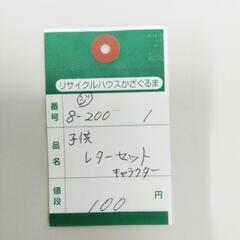 リサイクルハウスかざぐるま
ジ
番号 8-200 1
品名 子供
レターセット
キャラクター
値段 100 円